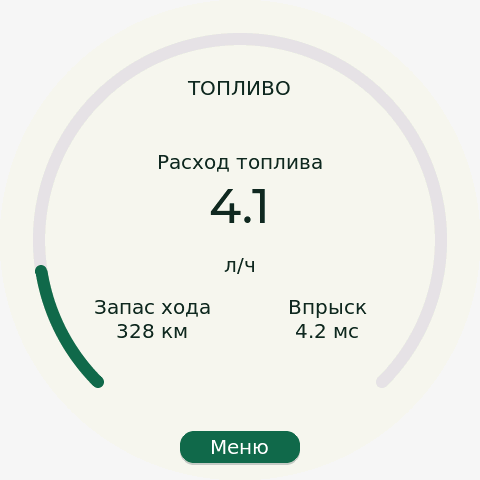 ТОПЛИВО
Расход топлива
4.1
л/ч
Запас хода
328 км
Впрыск
4.2 мс
Меню